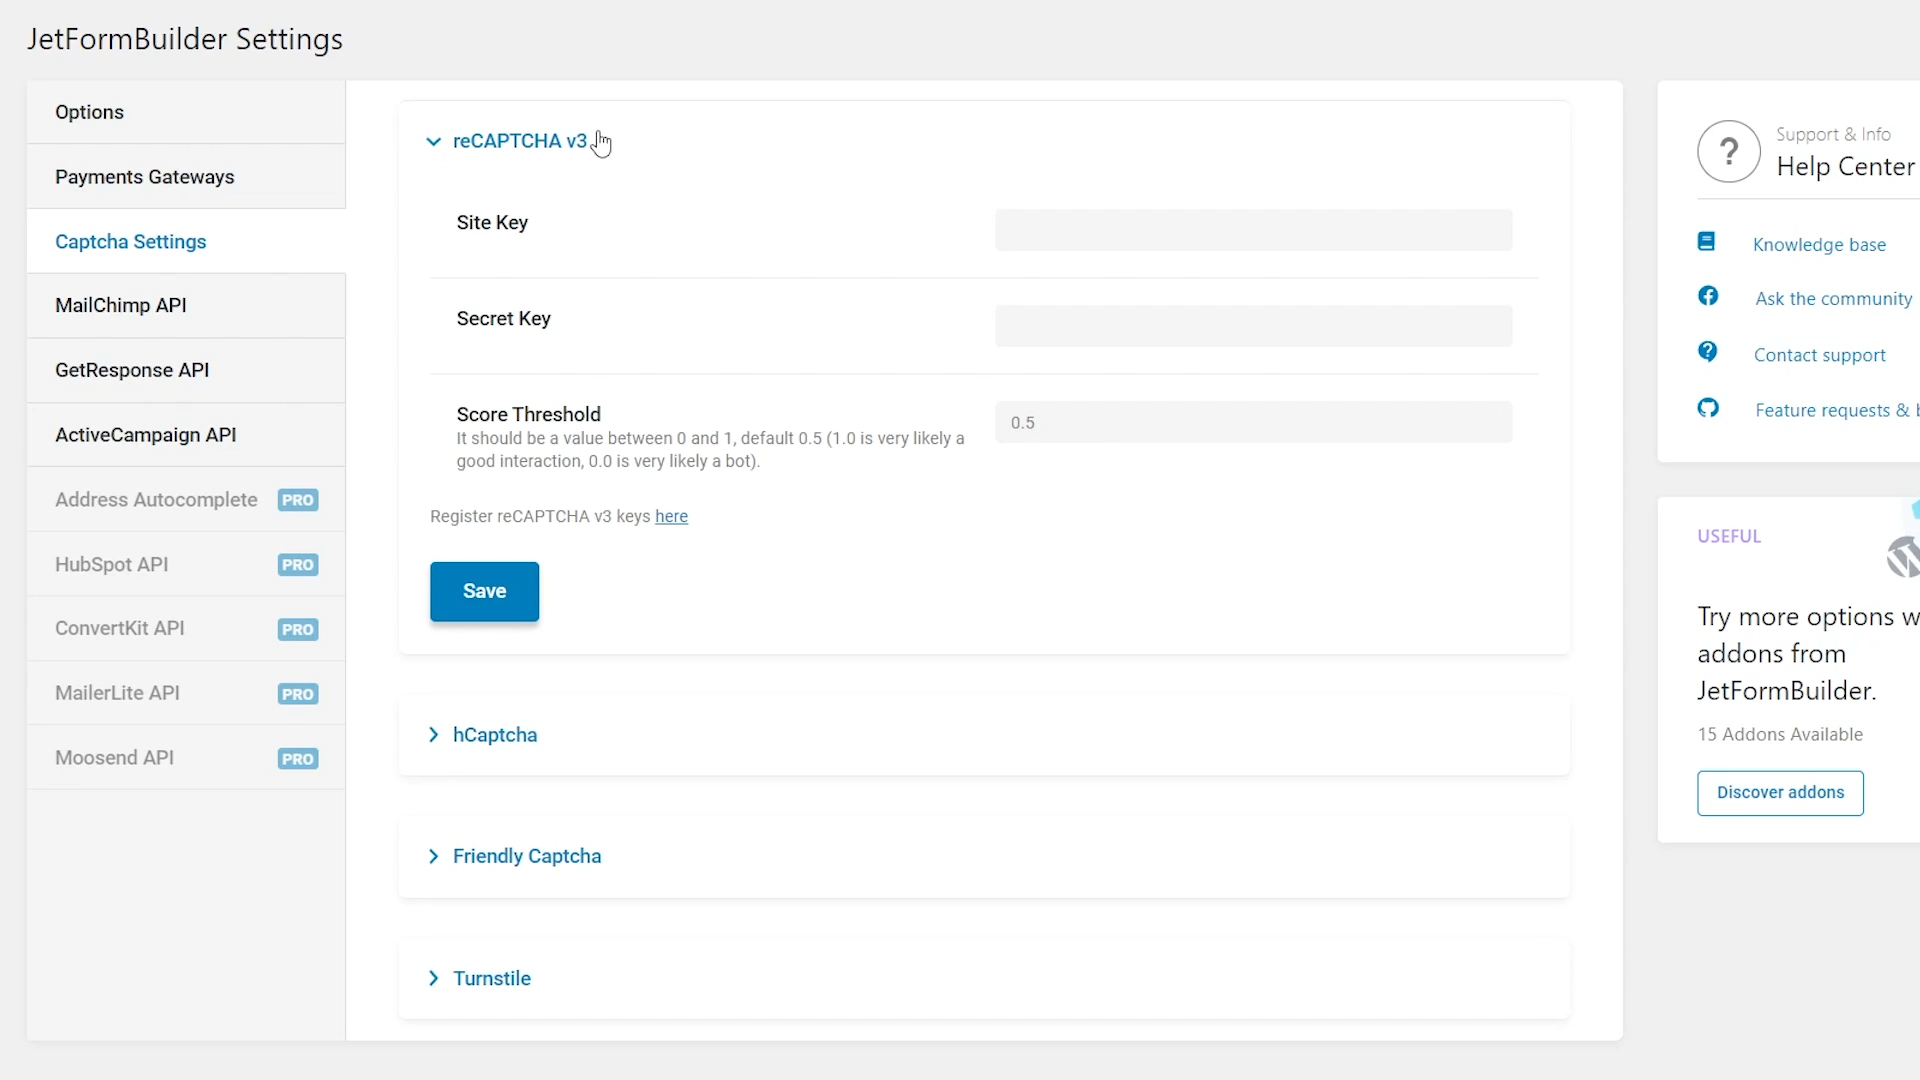 JetFormBuilder Settings
Options
Payments Gateways
Captcha Settings
MailChimp API
GetResponse API
ActiveCampaign API
Address Autocomplete PRO
HubSpot API PRO
ConvertKit API PRO
MailerLite API PRO
Moosend API PRO
reCAPTCHA v3
Site Key
Secret Key
Score Threshold
0.5
It should be a value between 0 and 1, default 0.5 (1.0 is very likely a
good interaction, 0.0 is very likely a bot).
Register reCAPTCHA v3 keys here
Save
hCaptcha
Friendly Captcha
Turnstile
?
Support & Info
Help Center
Knowledge base
Ask the community
Contact support
Feature requests &
USEFUL
Try more options
addons from
JetFormBuilder.
15 Addons Available
Discover addons